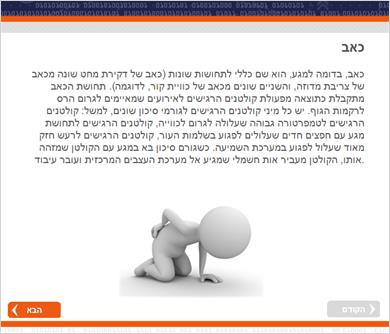 כאב
כאב, בדומה למגע, הוא שם כללי לתחושות שונות (כאב של דקירת מחט שונה מכאב
של צריבת מדוזה, והשניים שונים מכאב של כוויית קור, לדוגמה). תחושת הכאב
מתקבלת כתוצאה מפעולת קולטנים הרגישים לאירועים שמאיימים לגרום הרס
לרקמות הגוף. יש כל מיני קולטנים הרגישים לגורמי סיכון שונים, למשל: קולטנים
הרגישים לטמפרטורה גבוהה שעלולה לגרום לכווייה, קולטנים הרגישים לתחושת
מגע עם חפצים חדים שעלולים לפגוע בשלמות העור, קולטנים הרגישים לרעש חזק
מאוד שעלול לפגוע במערכת השמיעה. כשגורם סיכון בא במגע עם הקולטן שמזהה
אותו, הקולטן מעביר אות חשמלי שמגיע אל מערכת העצבים המרכזית ועובר עיבוד.
הקודם
הבא